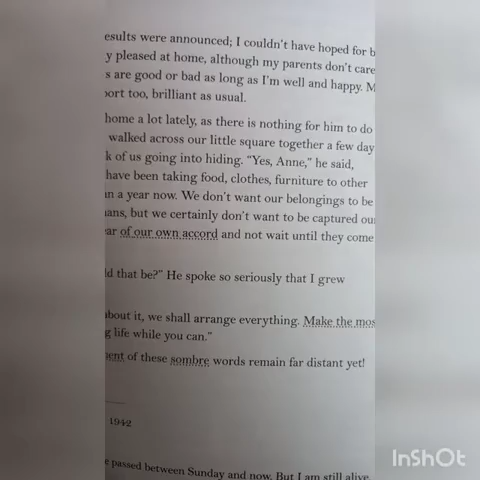 esults were announced; I couldn't have hoped for b
y pleased at home, although my parents don't care
s are good or bad as long as I'm well and happy. M
port too, brilliant as usual.
home a lot lately, as there is nothing for him to do
walked across our little square together a few day
k of us going into hiding. "Yes, Anne," he said,
have been taking food, clothes, furniture to other
an a year now. We don't want our belongings to be
ans, but we certainly don't want to be captured ou
ar of our own accord and not wait until they come
ld that be?" He spoke so seriously that I grew
about it, we shall arrange everything. Make the mos
g life while you can."
ent of these sombre words remain far distant yet!
1942
e passed between Sunday and now. But I am still alive,
InShOt